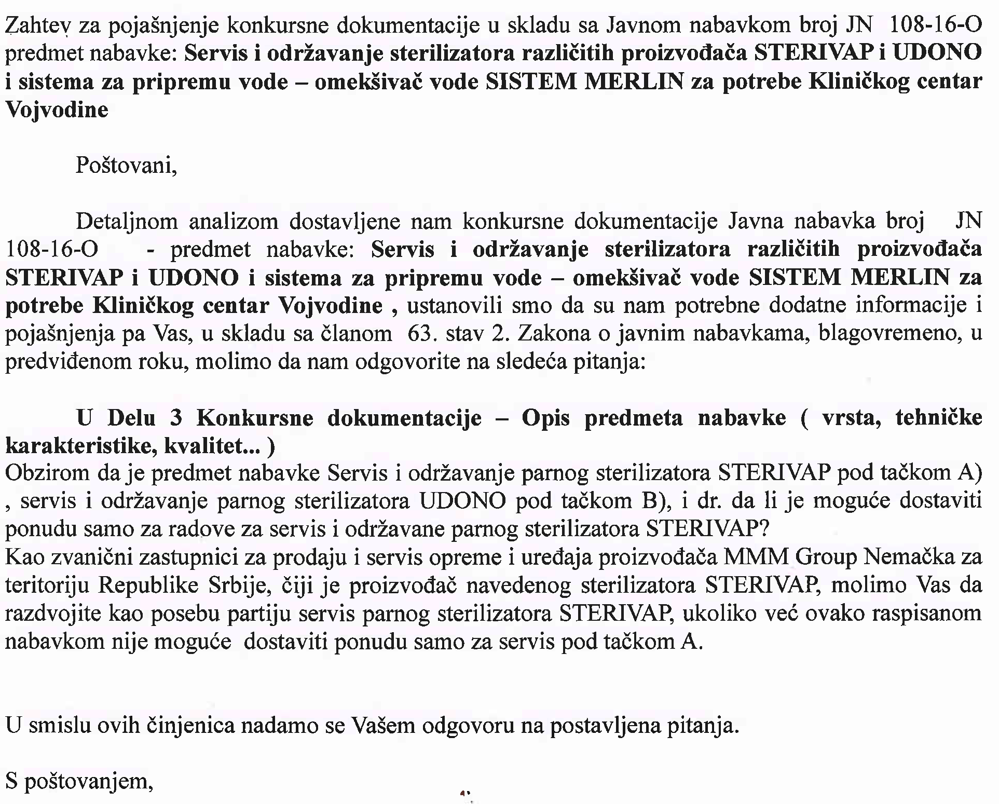 Zahtev za pojašnjenje konkursne dokumentacije u skladu sa Javnom nabavkom broj JN 108-16-O
predmet nabavke: Servis i održavanje sterilizatora različitih proizvođača STERIVAP i UDONO
i sistema za pripremu vode – omekšivač vode SISTEM MERLIN za potrebe Kliničkog centar
Vojvodine
Poštovani,
Detaljnom analizom dostavljene nam konkursne dokumentacije Javna nabavka broj JN
108-16-O - predmet nabavke: Servis i održavanje sterilizatora različitih proizvođača
STERIVAP i UDONO i sistema za pripremu vode – omekšivač vode SISTEM MERLIN za
potrebe Kliničkog centar Vojvodine , ustanovili smo da su nam potrebne dodatne informacije i
pojašnjenja pa Vas, u skladu sa članom 63. stav 2. Zakona o javnim nabavkama, blagovremeno, u
predviđenom roku, molimo da nam odgovorite na sledeća pitanja:
U Delu 3 Konkursne dokumentacije – Opis predmeta nabavke ( vrsta, tehničke
karakteristike, kvalitet... )
Obzirom da je predmet nabavke Servis i održavanje parnog sterilizatora STERIVAP pod tačkom A)
, servis i održavanje parnog sterilizatora UDONO pod tačkom B), i dr. da li je moguće dostaviti
ponudu samo za radove za servis i održavane parnog sterilizatora STERIVAP?
Kao zvanični zastupnici za prodaju i servis opreme i uređaja proizvođača MMM Group Nemačka za
teritoriju Republike Srbije, čiji je proizvođač navedenog sterilizatora STERIVAP, molimo Vas da
razdvojite kao posebu partiju servis parnog sterilizatora STERIVAP, ukoliko već ovako raspisanom
nabavkom nije moguće dostaviti ponudu samo za servis pod tačkom A.
U smislu ovih činjenica nadamo se Vašem odgovoru na postavljena pitanja.
S poštovanjem,